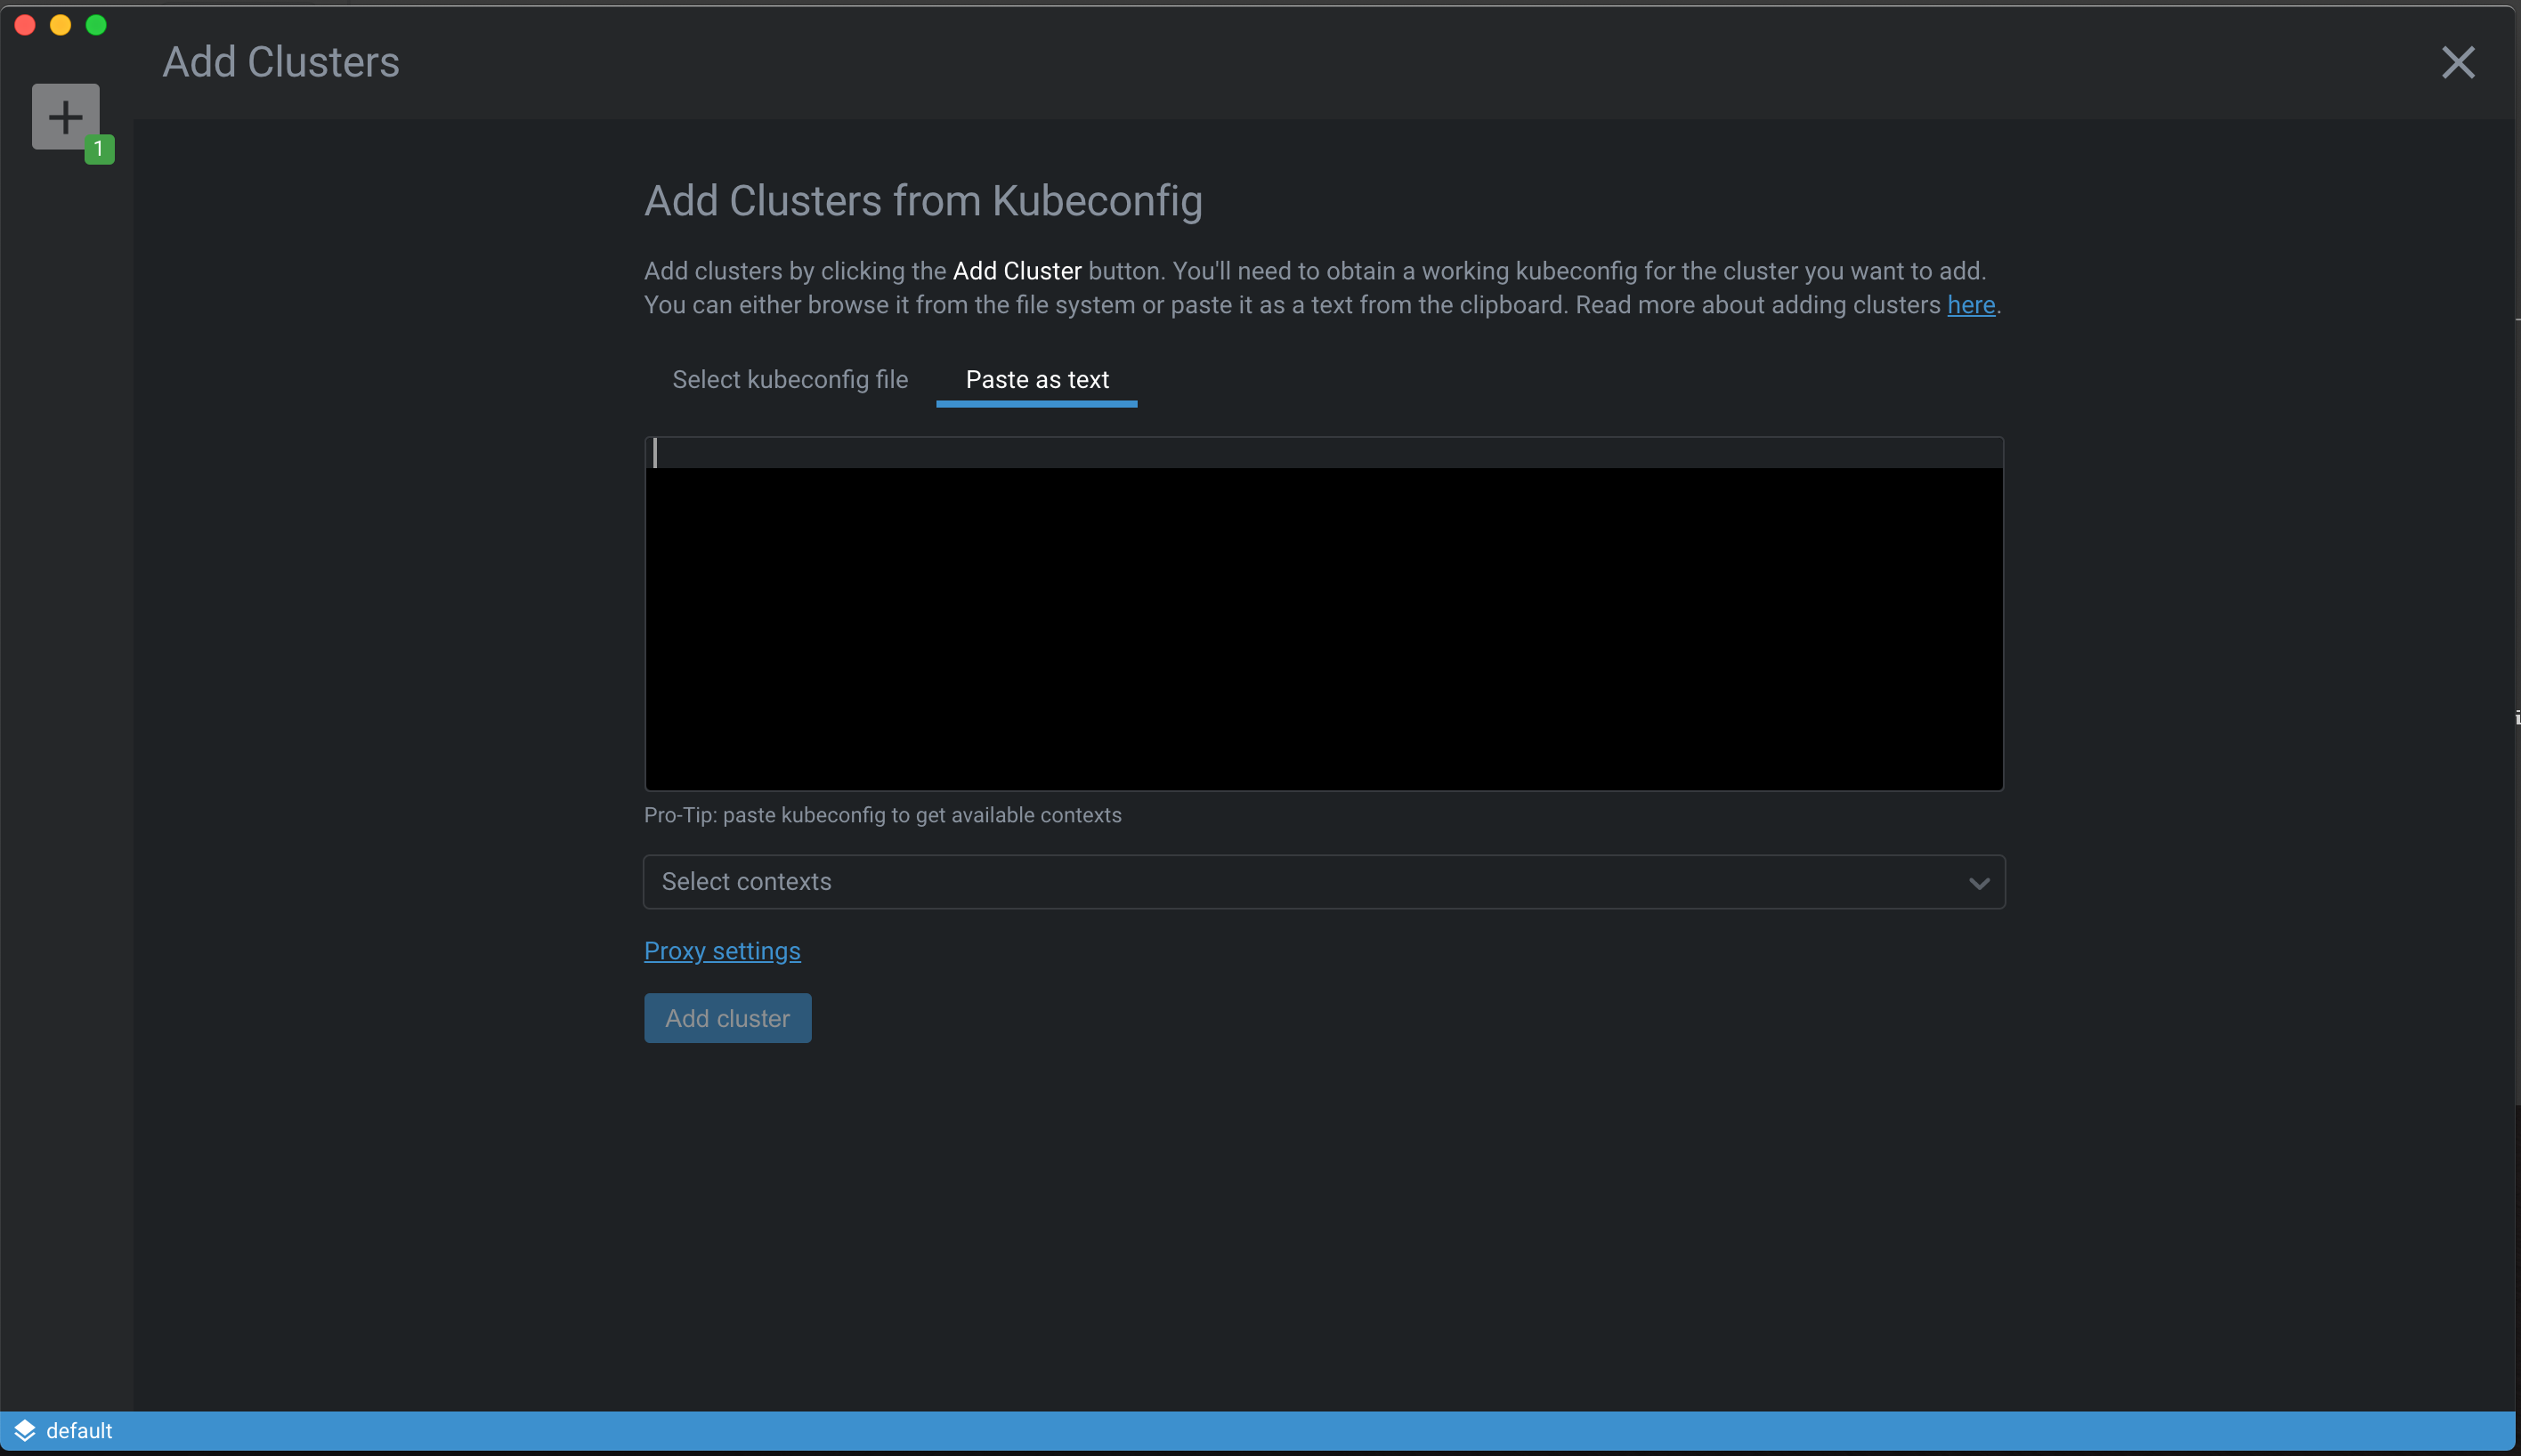 Add Clusters
1
Add Clusters from Kubeconfig
Add clusters by clicking the Add Cluster button. You'll need to obtain a working kubeconfig for the cluster you want to add.
You can either browse it from the file system or paste it as a text from the clipboard. Read more about adding clusters here.
Select kubeconfig file
Paste as text
Pro-Tip: paste kubeconfig to get available contexts
Select contexts
Proxy settings
Add cluster
default